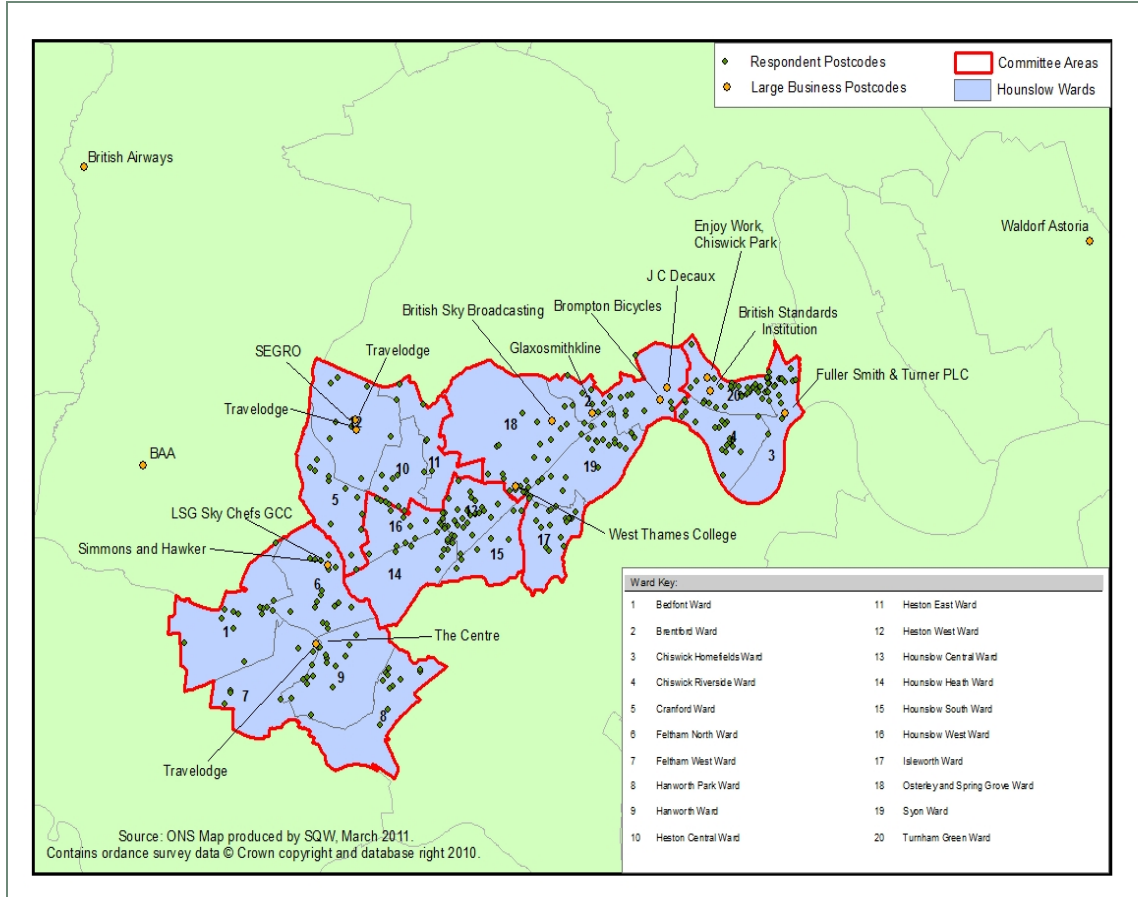 Respondent Postcodes
Large Business Postcodes
Committee Areas
Hounslow Wards
British Airways
Waldorf Astoria
Enjoy Work,
Chiswick Park
J C Decaux
British Sky Broadcasting
Brompton Bicycles
British Standards
Institution
Glaxosmithkline
SEGRO
Travelodge
Fuller Smith & Turner PLC
Travelodge
BAA
LSG Sky Chefs GCC
Simmons and Hawker
West Thames College
The Centre
Travelodge
2
20
18
12
4
3
19
10
11
5
13
16
17
15
14
6
1
9
7
8
Ward Key:
1 Bedfont Ward
2 Brentford Ward
3 Chiswick Homefields Ward
4 Chiswick Riverside Ward
5 Cranford Ward
6 Feltham North Ward
7 Feltham West Ward
8 Hanworth Park Ward
9 Hanworth Ward
10 Heston Central Ward
11 Heston East Ward
12 Heston West Ward
13 Hounslow Central Ward
14 Hounslow Heath Ward
15 Hounslow South Ward
16 Hounslow West Ward
17 Isleworth Ward
18 Osterley and Spring Grove Ward
19 Syon Ward
20 Turnham Green Ward
Source: ONS Map produced by SQW, March 2011.
Contains ordance survey data © Crown copyright and database right 2010.